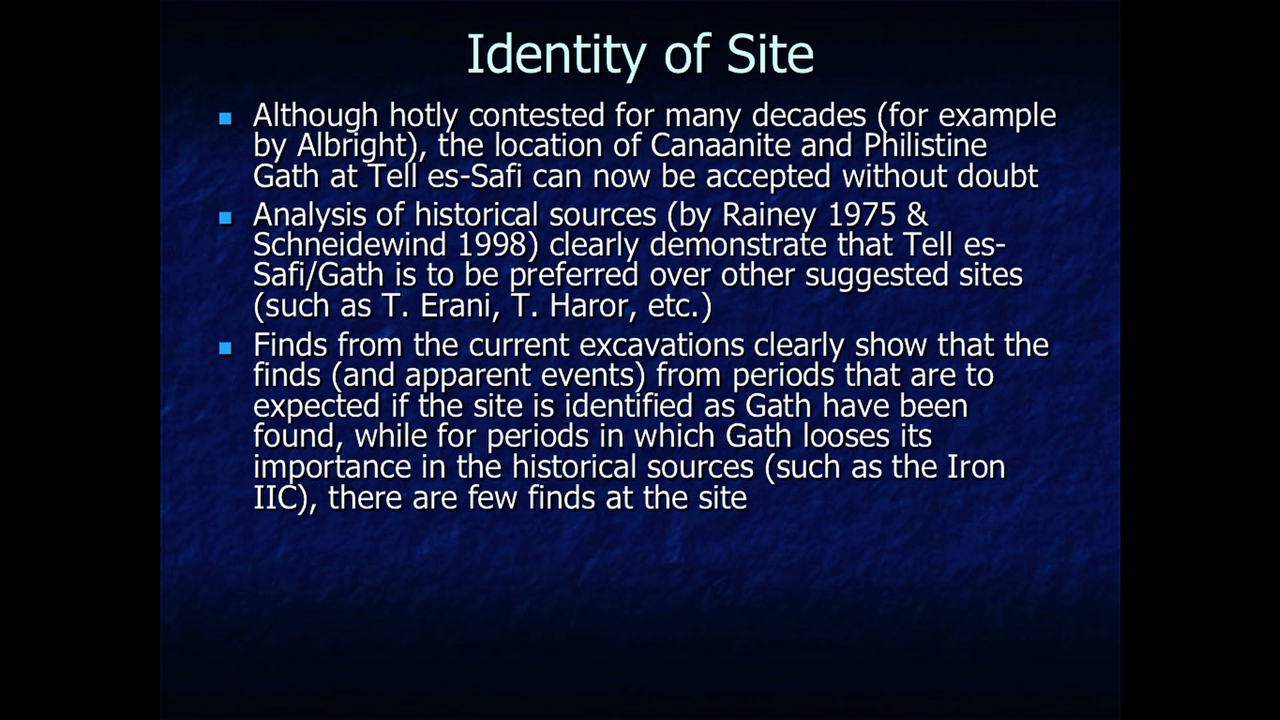 Identity of Site
Although hotly contested for many decades (for example
by Albright), the location of Canaanite and Philistine
Gath at Tell es-Safi can now be accepted without doubt
Analysis of historical sources (by Rainey 1975 &
Schneidewind 1998) clearly demonstrate that Tell es-
Safi/Gath is to be preferred over other suggested sites
(such as T. Erani, T. Haror, etc.)
Finds from the current excavations clearly show that the
finds (and apparent events) from periods that are to
expected if the site is identified as Gath have been
found, while for periods in which Gath looses its
importance in the historical sources (such as the Iron
IIC), there are few finds at the site